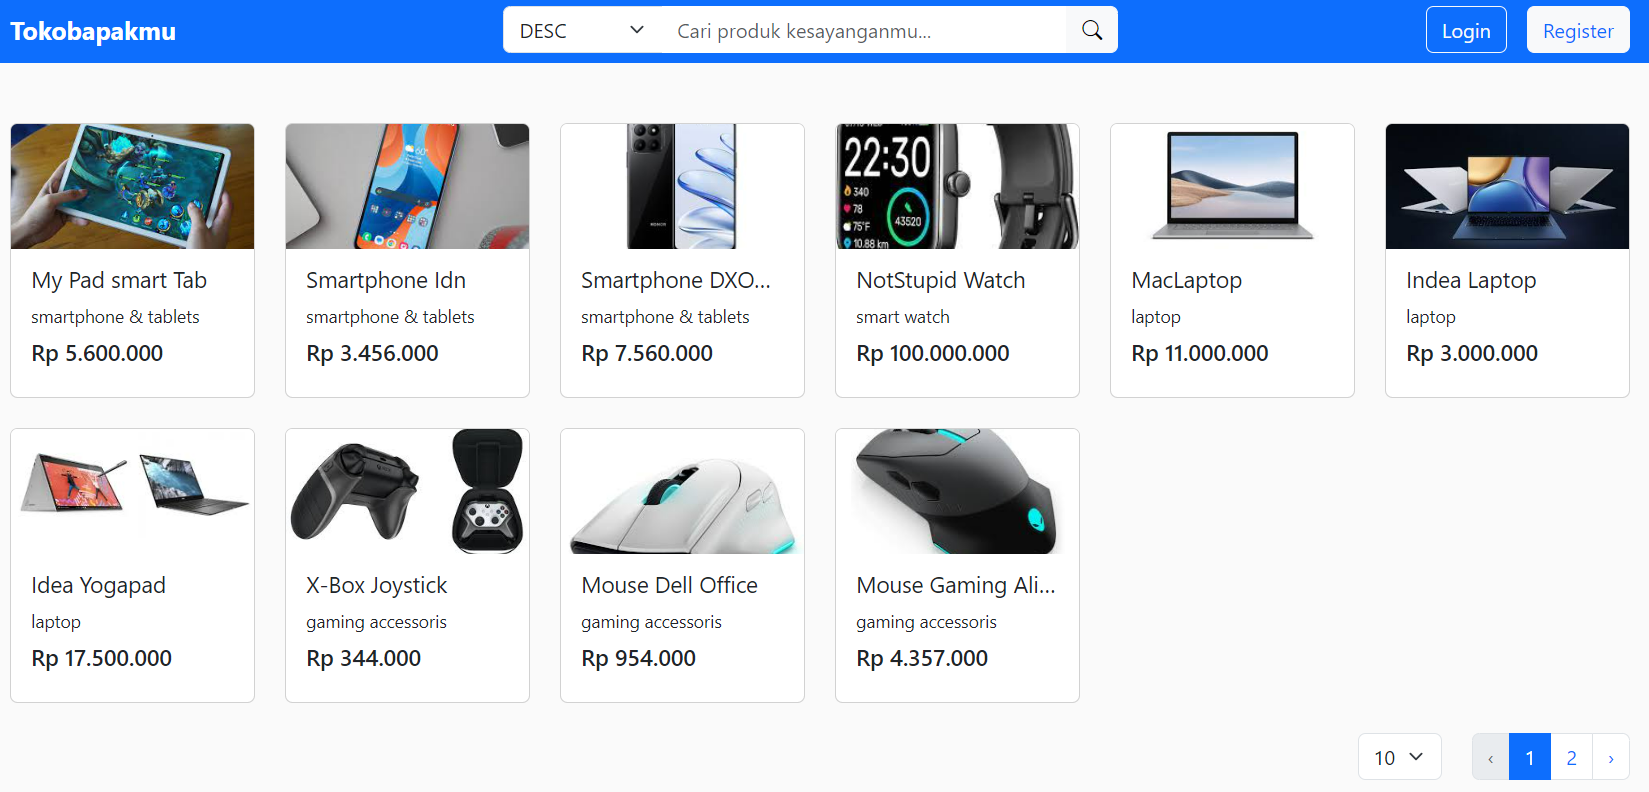 Tokobapakmu
DESC
Cari produk kesayanganmu...
Login
Register
22:30
340
78
75°F
10.88 km
43520
60°
HONOR
My Pad smart Tab
smartphone & tablets
Rp 5.600.000
Smartphone Idn
smartphone & tablets
Rp 3.456.000
Smartphone DXO...
smartphone & tablets
Rp 7.560.000
NotStupid Watch
smart watch
Rp 100.000.000
MacLaptop
laptop
Rp 11.000.000
Indea Laptop
laptop
Rp 3.000.000
Idea Yogapad
laptop
Rp 17.500.000
X-Box Joystick
gaming accessoris
Rp 344.000
Mouse Dell Office
gaming accessoris
Rp 954.000
Mouse Gaming Ali...
gaming accessoris
Rp 4.357.000
10
‹
1
2
›